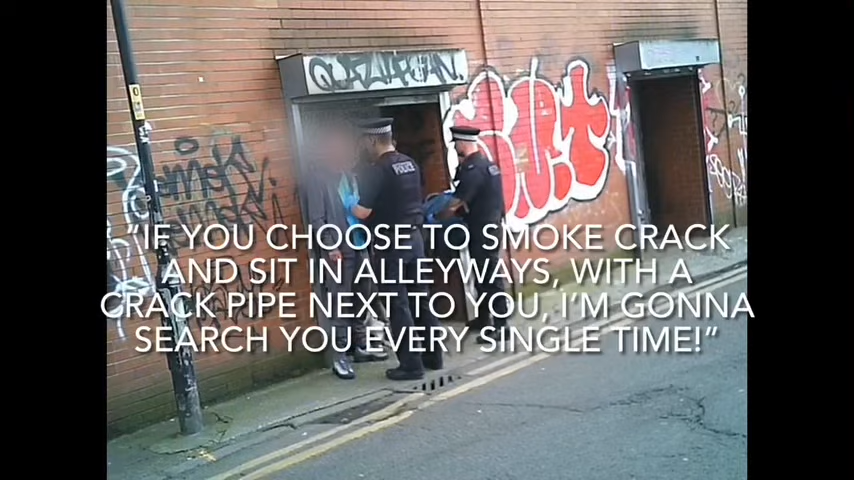 QUAZARIAN
POLICE
"IF YOU CHOOSE TO SMOKE CRACK
AND SIT IN ALLEYWAYS, WITH A
CRACK PIPE NEXT TO YOU, I'M GONNA
SEARCH YOU EVERY SINGLE TIME!"